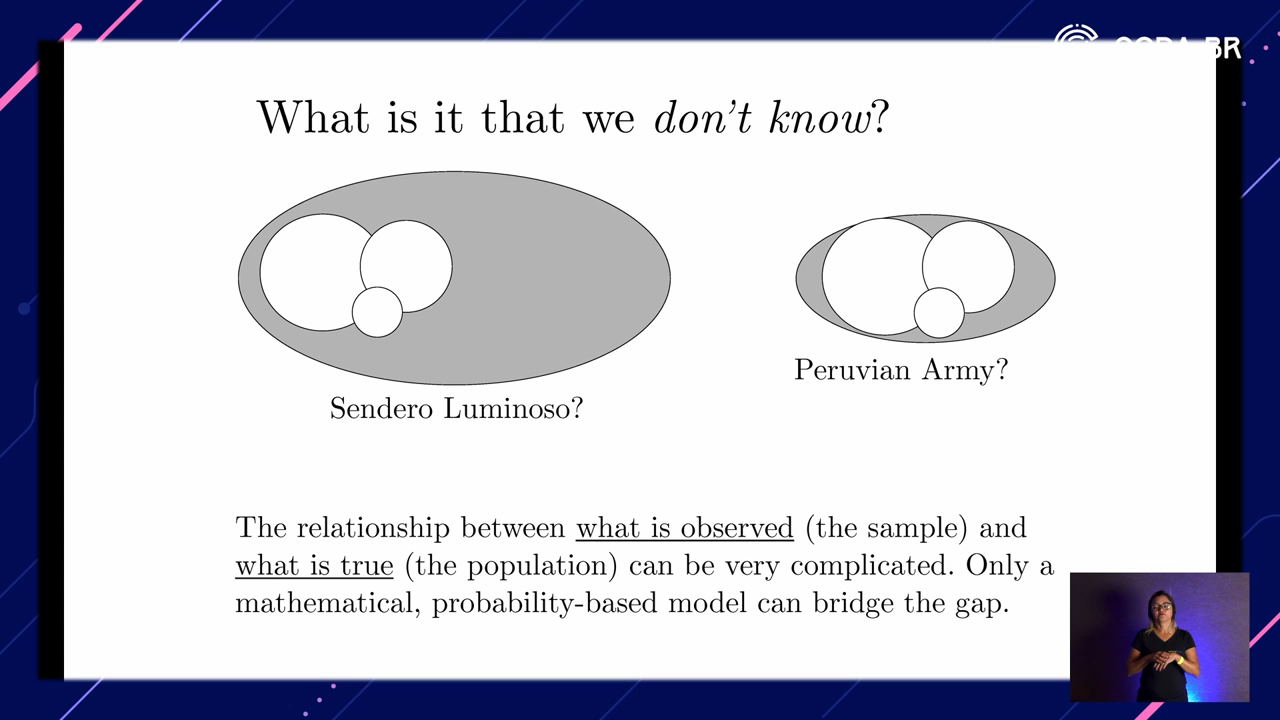 BR
What is it that we don't know?
Peruvian Army?
Sendero Luminoso?
The relationship between what is observed (the sample) and
what is true (the population) can be very complicated. Only a
mathematical, probability-based model can bridge the gap.